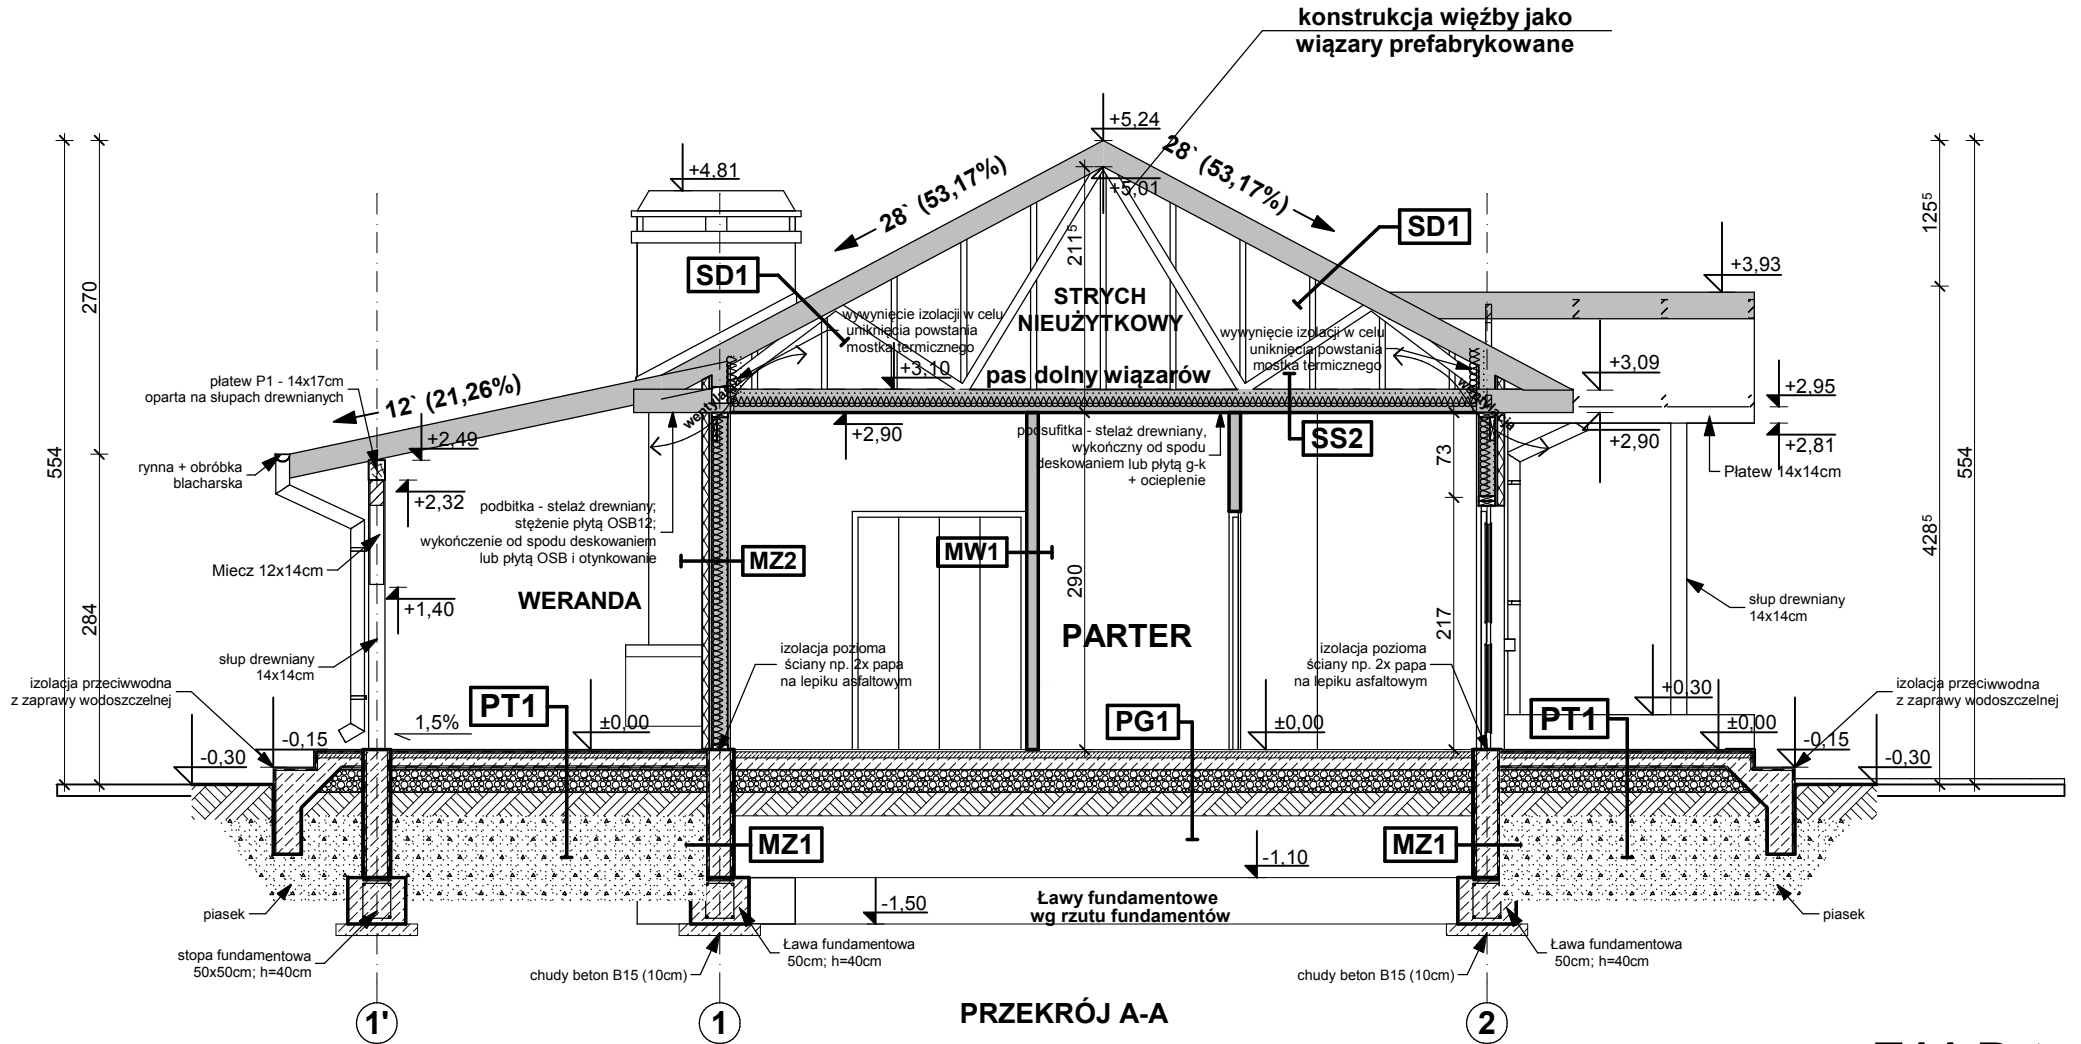 konstrukcja więźby jako
wiązary prefabrykowane
+5,24
28` (53,17%)
28` (53,17%)
+4,81
+5,01
SD1
SD1
211⁵
125⁵
270
+3,93
STRYCH
NIEUŻYTKOWY
wywynięcie izolacji w celu
uniknięcia powstania
mostka termicznego
wywynięcie izolacji w celu
uniknięcia powstania
mostka termicznego
+3,10
pas dolny wiązarów
+3,09
płatew P1 - 14x17cm
oparta na słupach drewnianych
12` (21,26%)
+2,95
wentylacja
wentylacja
+2,49
+2,90
+2,90
+2,81
podsufitka - stelaż drewniany,
wykończny od spodu
deskowaniem lub płytą g-k
+ ocieplenie
SS2
73
554
554
rynna + obróbka
blacharska
Płatew 14x14cm
+2,32
podbitka - stelaż drewniany;
stężenie płytą OSB12;
wykończenie od spodu deskowaniem
lub płytą OSB i otynkowanie
428⁵
MZ2
MW1
Miecz 12x14cm
290
+1,40
WERANDA
284
217
słup drewniany
14x14cm
PARTER
izolacja pozioma
ściany np. 2x papa
na lepiku asfaltowym
izolacja pozioma
ściany np. 2x papa
na lepiku asfaltowym
słup drewniany
14x14cm
izolacja przeciwwodna
z zaprawy wodoszczelnej
izolacja przeciwwodna
z zaprawy wodoszczelnej
+0,30
PT1
PG1
PT1
1,5%
±0,00
±0,00
±0,00
-0,15
-0,15
-0,30
-0,30
MZ1
MZ1
-1,10
-1,50
Ławy fundamentowe
wg rzutu fundamentów
piasek
piasek
stopa fundamentowa
50x50cm; h=40cm
Ława fundamentowa
50cm; h=40cm
Ława fundamentowa
50cm; h=40cm
chudy beton B15 (10cm)
chudy beton B15 (10cm)
1'
1
2
PRZEKRÓJ A-A